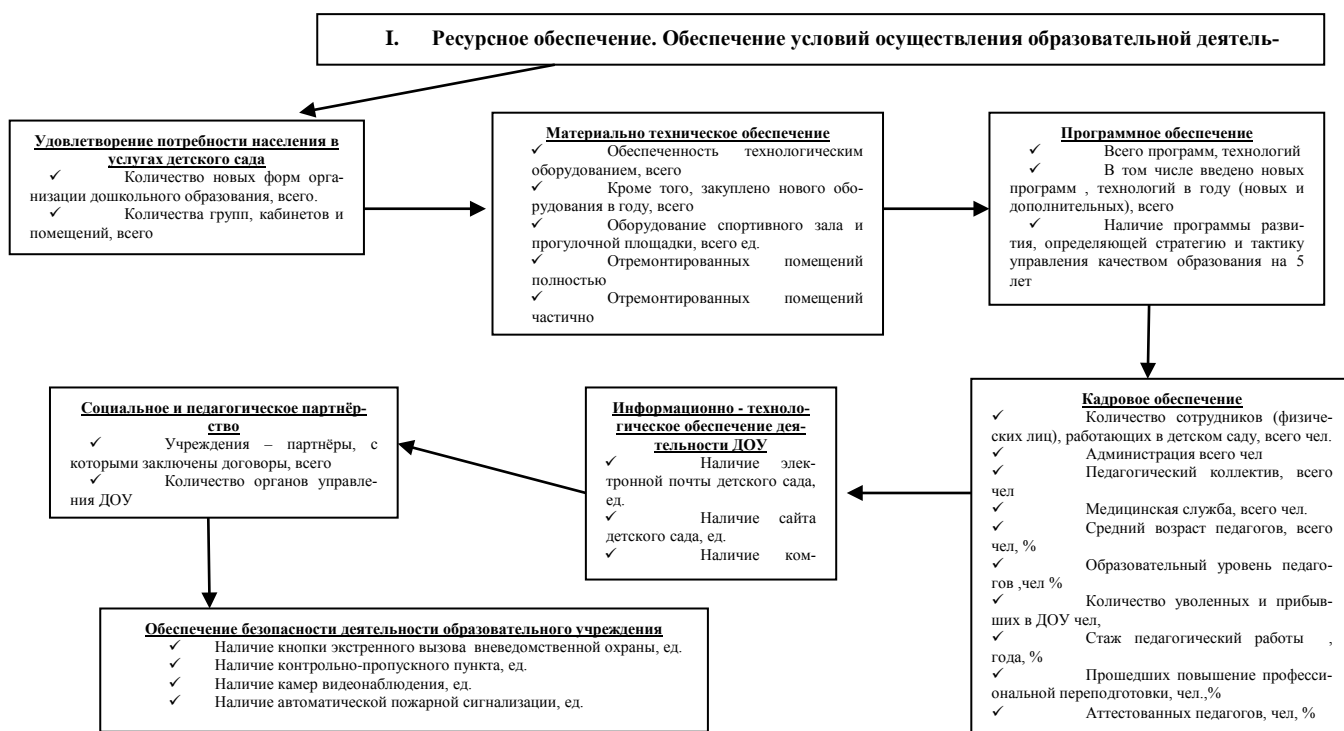 I. Ресурсное обеспечение. Обеспечение условий осуществления образовательной деятель-
Удовлетворение потребности населения в
услугах детского сада
✓ Количество новых форм орга-
низации дошкольного образования, всего.
✓ Количества групп, кабинетов и
помещений, всего
Материально техническое обеспечение
✓ Обеспеченность технологическим
оборудованием, всего
✓ Кроме того, закуплено нового обо-
рудования в году, всего
✓ Оборудование спортивного зала и
прогулочной площадки, всего ед.
✓ Отремонтированных помещений
полностью
✓ Отремонтированных помещений
частично
Программное обеспечение
✓ Всего программ, технологий
✓ В том числе введено новых
программ , технологий в году (новых и
дополнительных), всего
✓ Наличие программы разви-
тия, определяющей стратегию и тактику
управления качеством образования на 5
лет
Кадровое обеспечение
✓ Количество сотрудников (физиче-
ских лиц), работающих в детском саду, всего чел.
✓ Администрация всего чел
✓ Педагогический коллектив, всего
чел
✓ Медицинская служба, всего чел.
✓ Средний возраст педагогов, всего
чел, %
✓ Образовательный уровень педаго-
гов ,чел %
✓ Количество уволенных и прибыв-
ших в ДОУ чел,
✓ Стаж педагогический работы ,
года, %
✓ Прошедших повышение професси-
ональной переподготовки, чел.,%
✓ Аттестованных педагогов, чел, %
Информационно - техноло-
гическое обеспечение дея-
тельности ДОУ
✓ Наличие элек-
тронной почты детского сада,
ед.
✓ Наличие сайта
детского сада, ед.
✓ Наличие ком-
Социальное и педагогическое партнёр-
ство
✓ Учреждения – партнёры, с
которыми заключены договоры, всего
✓ Количество органов управле-
ния ДОУ
Обеспечение безопасности деятельности образовательного учреждения
✓ Наличие кнопки экстренного вызова вневедомственной охраны, ед.
✓ Наличие контрольно-пропускного пункта, ед.
✓ Наличие камер видеонаблюдения, ед.
✓ Наличие автоматической пожарной сигнализации, ед.